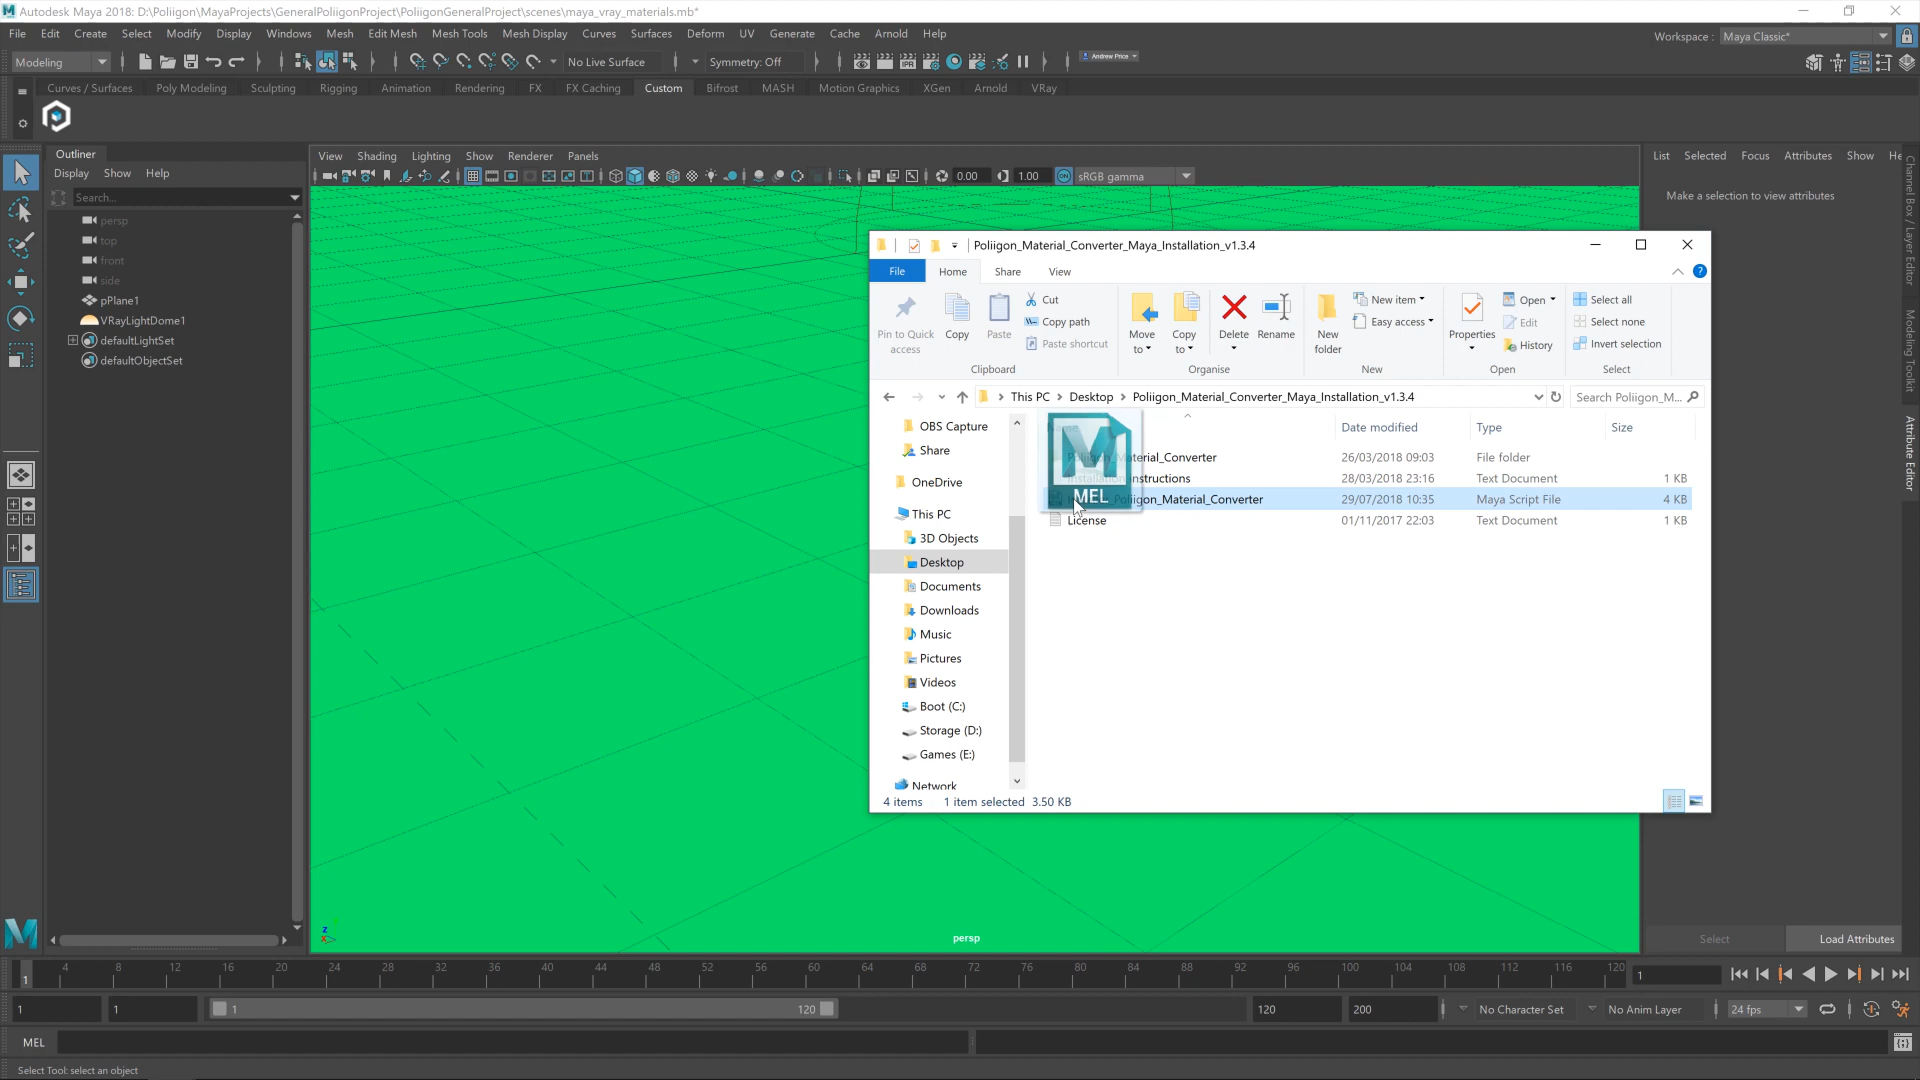 Autodesk Maya 2018: D:\Poliigon\MayaProjects\GeneralPoliigonProject\PoliigonGeneralProject\scenes\maya_vray_materials.mb*
File Edit Create Select Modify Display Windows Mesh Edit Mesh Mesh Tools Mesh Display Curves Surfaces Deform UV Generate Cache Arnold Help
Workspace : Maya Classic*
Modeling No Live Surface Symmetry: Off Andrew Price
Curves / Surfaces Poly Modeling Sculpting Rigging Animation Rendering FX FX Caching Custom Bifrost MASH Motion Graphics XGen Arnold VRay
Outliner
Display Show Help
Search...
persp
top
front
side
pPlane1
VRayLightDome1
defaultLightSet
defaultObjectSet
View Shading Lighting Show Renderer Panels
0.00 1.00 ON sRGB gamma
persp
List Selected Focus Attributes Show He
Make a selection to view attributes
Channel Box / Layer Editor
Modeling Toolkit
Attribute Editor
Poliigon_Material_Converter_Maya_Installation_v1.3.4
File Home Share View
Pin to Quick access
Copy
Paste
Cut
Copy path
Paste shortcut
Clipboard
Move to
Copy to
Delete
Rename
Organise
New folder
New item
Easy access
New
Properties
Open
Edit
History
Open
Select all
Select none
Invert selection
Select
This PC Desktop Poliigon_Material_Converter_Maya_Installation_v1.3.4
Search Poliigon_M...
OBS Capture
Share
OneDrive
This PC
3D Objects
Desktop
Documents
Downloads
Music
Pictures
Videos
Boot (C:)
Storage (D:)
Games (E:)
Network
Date modified Type Size
Material_Converter 26/03/2018 09:03 File folder
28/03/2018 23:16 Text Document 1 KB
Poliigon_Material_Converter 29/07/2018 10:35 Maya Script File 4 KB
License 01/11/2017 22:03 Text Document 1 KB
MEL
4 items 1 item selected 3.50 KB
Select Load Attributes
1 4 8 12 16 20 24 28 32 36 40 44 48 52 56 60 64 68 72 76 80 84 88 92 96 100 104 108 112 116 120 1
1 1 1 120 120 200 No Character Set No Anim Layer 24 fps
MEL
Select Tool: select an object